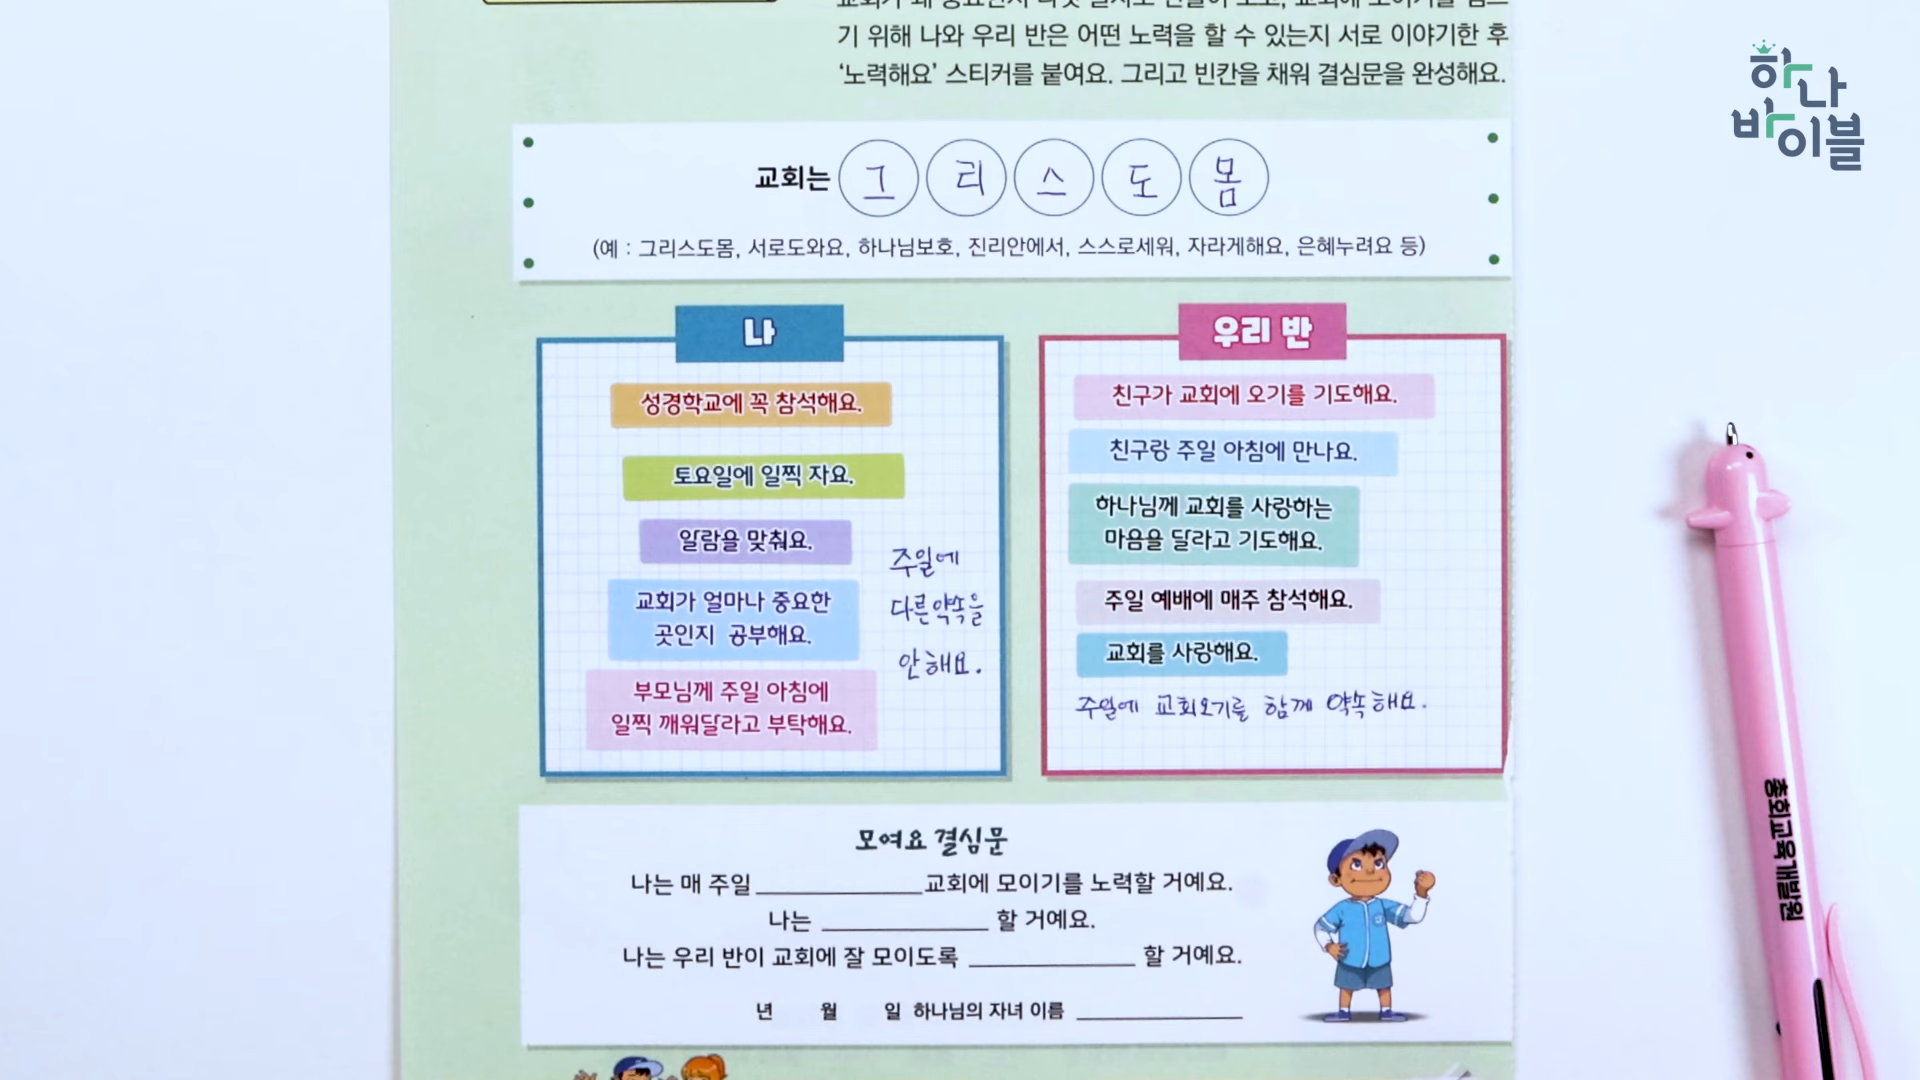 기 위해 나와 우리 반은 어떤 노력을 할 수 있는지 서로 이야기한 후
‘노력해요’ 스티커를 붙여요. 그리고 빈칸을 채워 결심문을 완성해요.
하나
바이블
교회는 그 리 스 도 몸
(예 : 그리스도몸, 서로도와요, 하나님보호, 진리안에서, 스스로세워, 자라게해요, 은혜누려요 등)
나
성경학교에 꼭 참석해요.
토요일에 일찍 자요.
알람을 맞춰요.
교회가 얼마나 중요한
곳인지 공부해요.
부모님께 주일 아침에
일찍 깨워달라고 부탁해요.
주일에
다른약속을
안해요.
우리 반
친구가 교회에 오기를 기도해요.
친구랑 주일 아침에 만나요.
하나님께 교회를 사랑하는
마음을 달라고 기도해요.
주일 예배에 매주 참석해요.
교회를 사랑해요.
주일에 교회오기를 함께 약속해요.
모여요 결심문
나는 매 주일 교회에 모이기를 노력할 거예요.
나는 할 거예요.
나는 우리 반이 교회에 잘 모이도록 할 거예요.
년 월 일 하나님의 자녀 이름
총회교육개발원